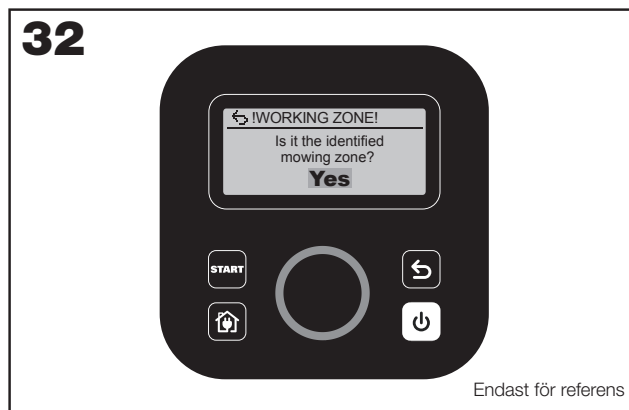 32
!WORKING ZONE!
Is it the identified
mowing zone?
Yes
START
Endast för referens